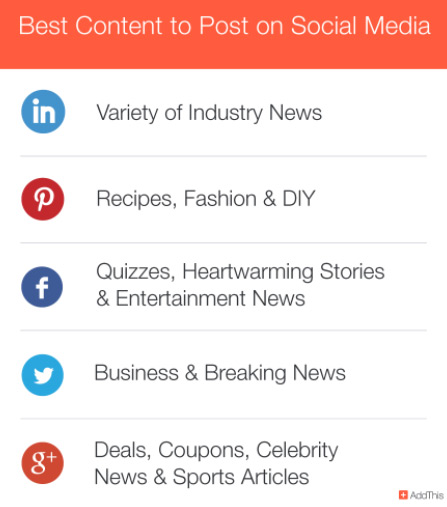 Best Content to Post on Social Media
in Variety of Industry News
Recipes, Fashion & DIY
f Quizzes, Heartwarming Stories
& Entertainment News
Business & Breaking News
g+ Deals, Coupons, Celebrity
News & Sports Articles
AddThis